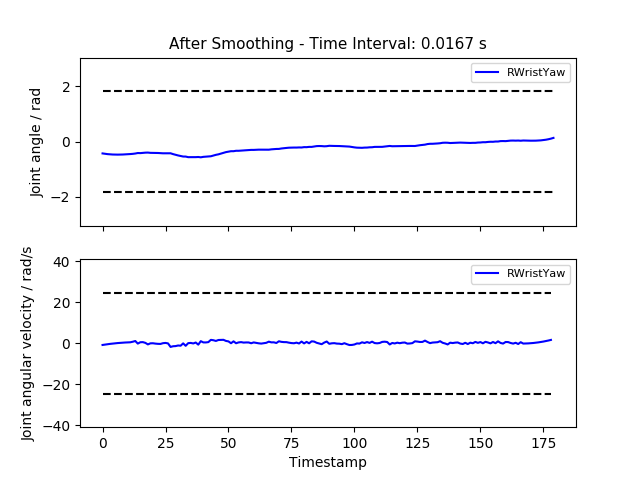 After Smoothing - Time Interval: 0.0167 s
RWristYaw
Joint angle / rad
2
0
−2
RWristYaw
Joint angular velocity / rad/s
40
20
0
−20
−40
0 25 50 75 100 125 150 175
Timestamp